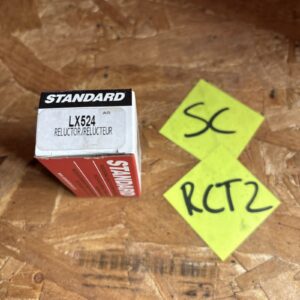 STANDARD
LX524
RELUCTOR/RELUCTEUR
STANDARD
SC
RCT2